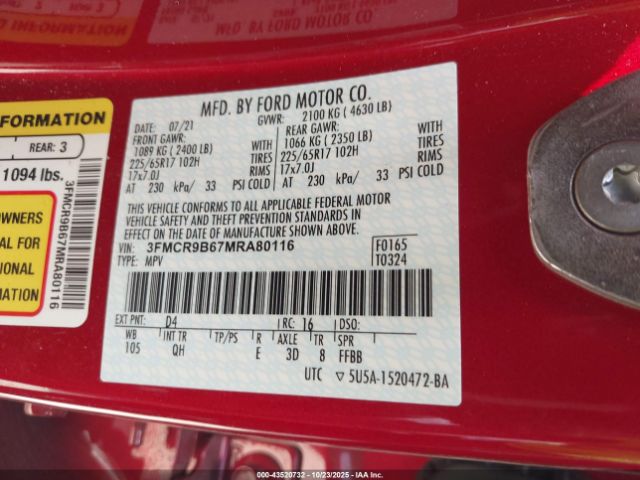 MFD. BY FORD MOTOR CO.
DATE: 07/21 GVWR: 2100 KG ( 4630 LB)
FRONT GAWR: WITH REAR GAWR: WITH
1089 KG ( 2400 LB) TIRES 1066 KG ( 2350 LB) TIRES
225/65R17 102H RIMS 225/65R17 102H RIMS
17x7.0J 17x7.0J
AT 230 kPa/ 33 PSI COLD AT 230 kPa/ 33 PSI COLD
THIS VEHICLE CONFORMS TO ALL APPLICABLE FEDERAL MOTOR
VEHICLE SAFETY AND THEFT PREVENTION STANDARDS IN
EFFECT ON THE DATE OF MANUFACTURE SHOWN ABOVE.
VIN: 3FMCR9B67MRA80116 F0165
TYPE: MPV T0324
EXT PNT: D4 RC: 16 DSO:
WB INT TR TP/PS R AXLE TR SPR
105 QH E 3D 8 FFBB
UTC ▽5U5A-1520472-BA
FORMATION
REAR: 3
1094 lbs.
3FMCR9B67MRA80116
ALL OR
IONAL
MATION
(43520732 - 10/23/2025 - IAA Inc.